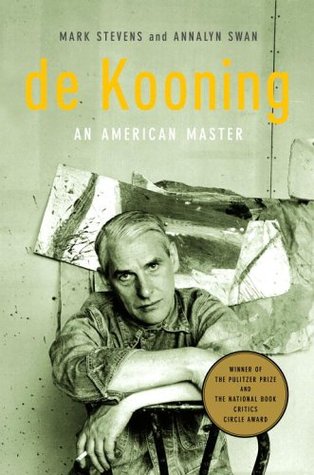 MARK STEVENS and ANNALYN SWAN
de Kooning
AN AMERICAN MASTER
WINNER OF
THE PULITZER PRIZE
AND
THE NATIONAL BOOK
CRITICS
CIRCLE AWARD